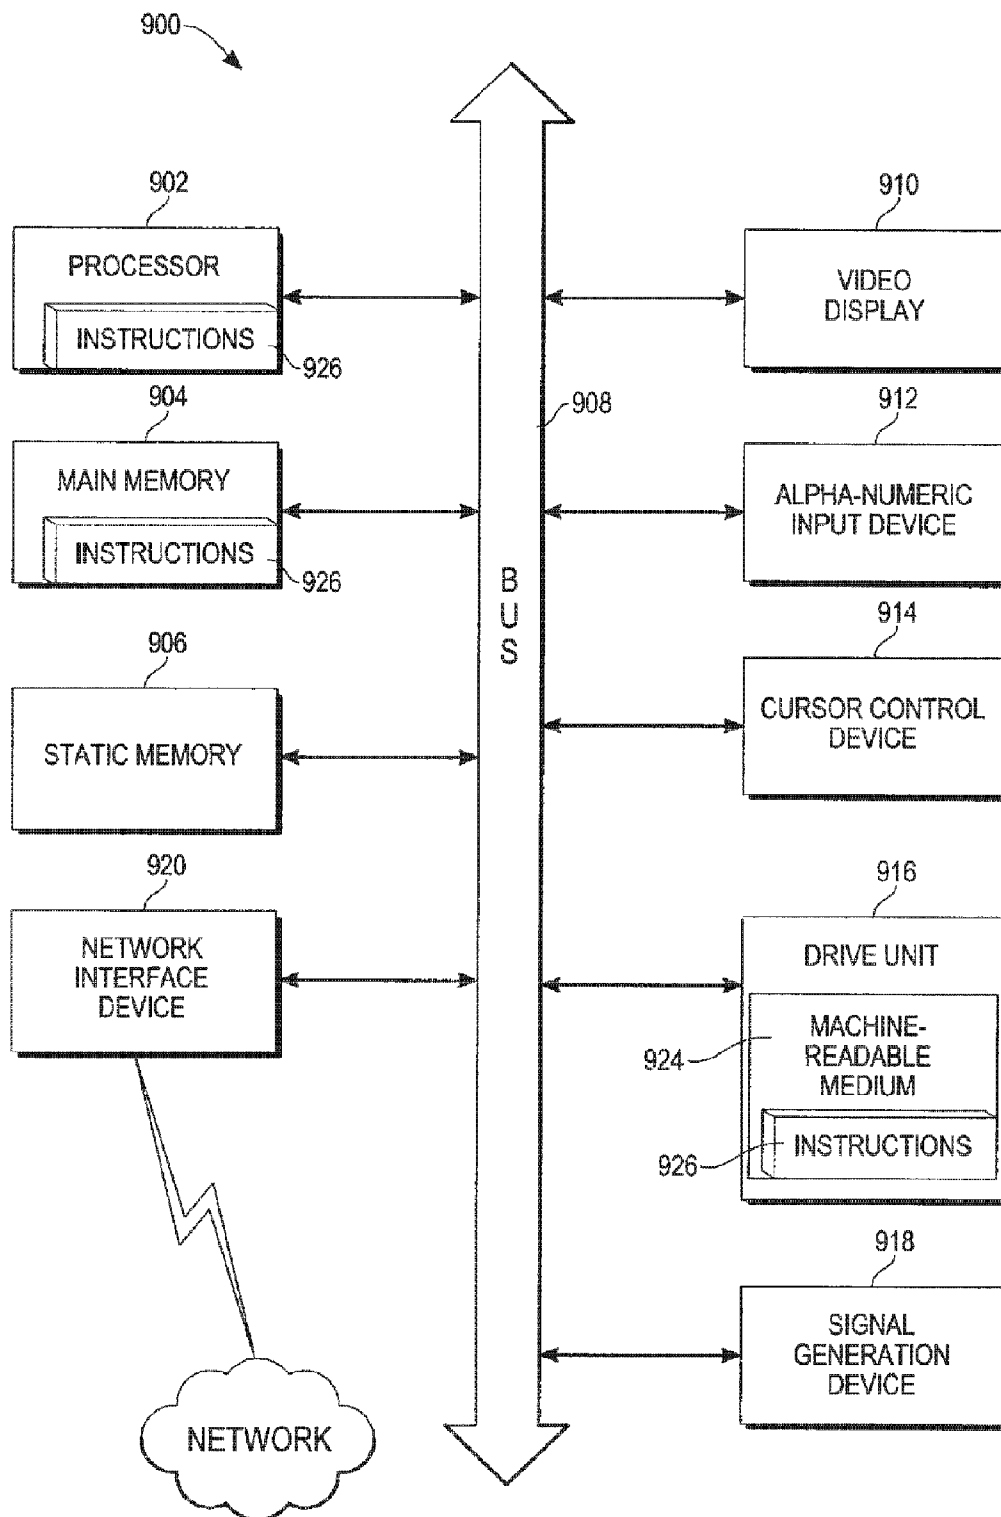 900
902
PROCESSOR
INSTRUCTIONS
926
904
MAIN MEMORY
INSTRUCTIONS
926
906
STATIC MEMORY
920
NETWORK
INTERFACE
DEVICE
NETWORK
908
B
U
S
910
VIDEO
DISPLAY
912
ALPHA-NUMERIC
INPUT DEVICE
914
CURSOR CONTROL
DEVICE
916
DRIVE UNIT
MACHINE-
READABLE
MEDIUM
924
INSTRUCTIONS
926
918
SIGNAL
GENERATION
DEVICE